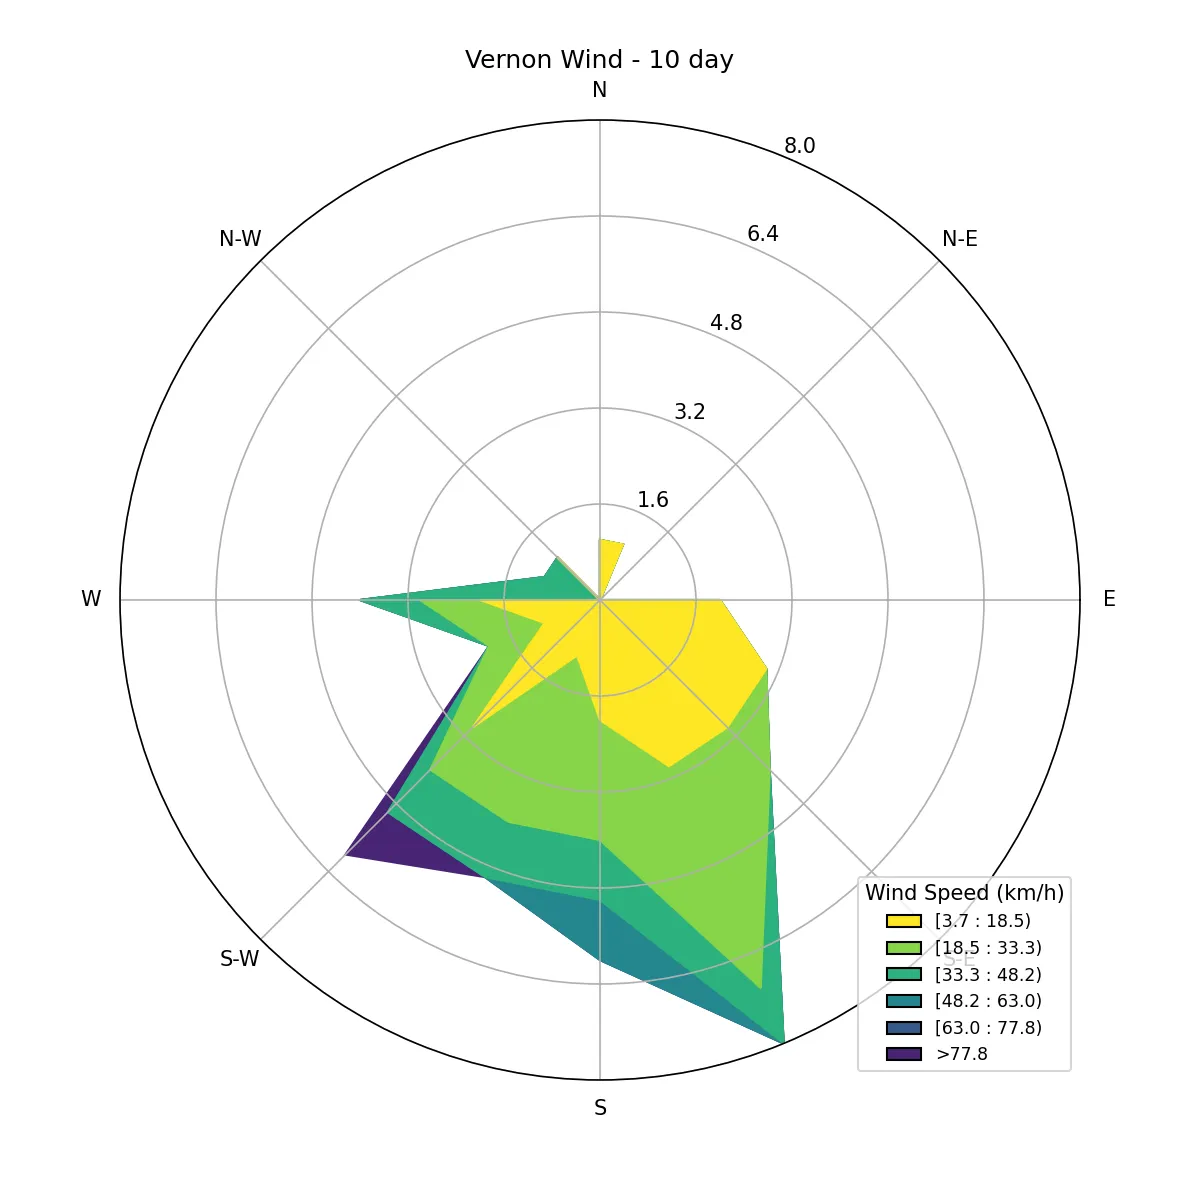 Vernon Wind - 10 day
N
8.0
N-W
N-E
6.4
4.8
3.2
1.6
W
E
S-W
S-E
S
Wind Speed (km/h)
[3.7 : 18.5)
[18.5 : 33.3)
[33.3 : 48.2)
[48.2 : 63.0)
[63.0 : 77.8)
>77.8